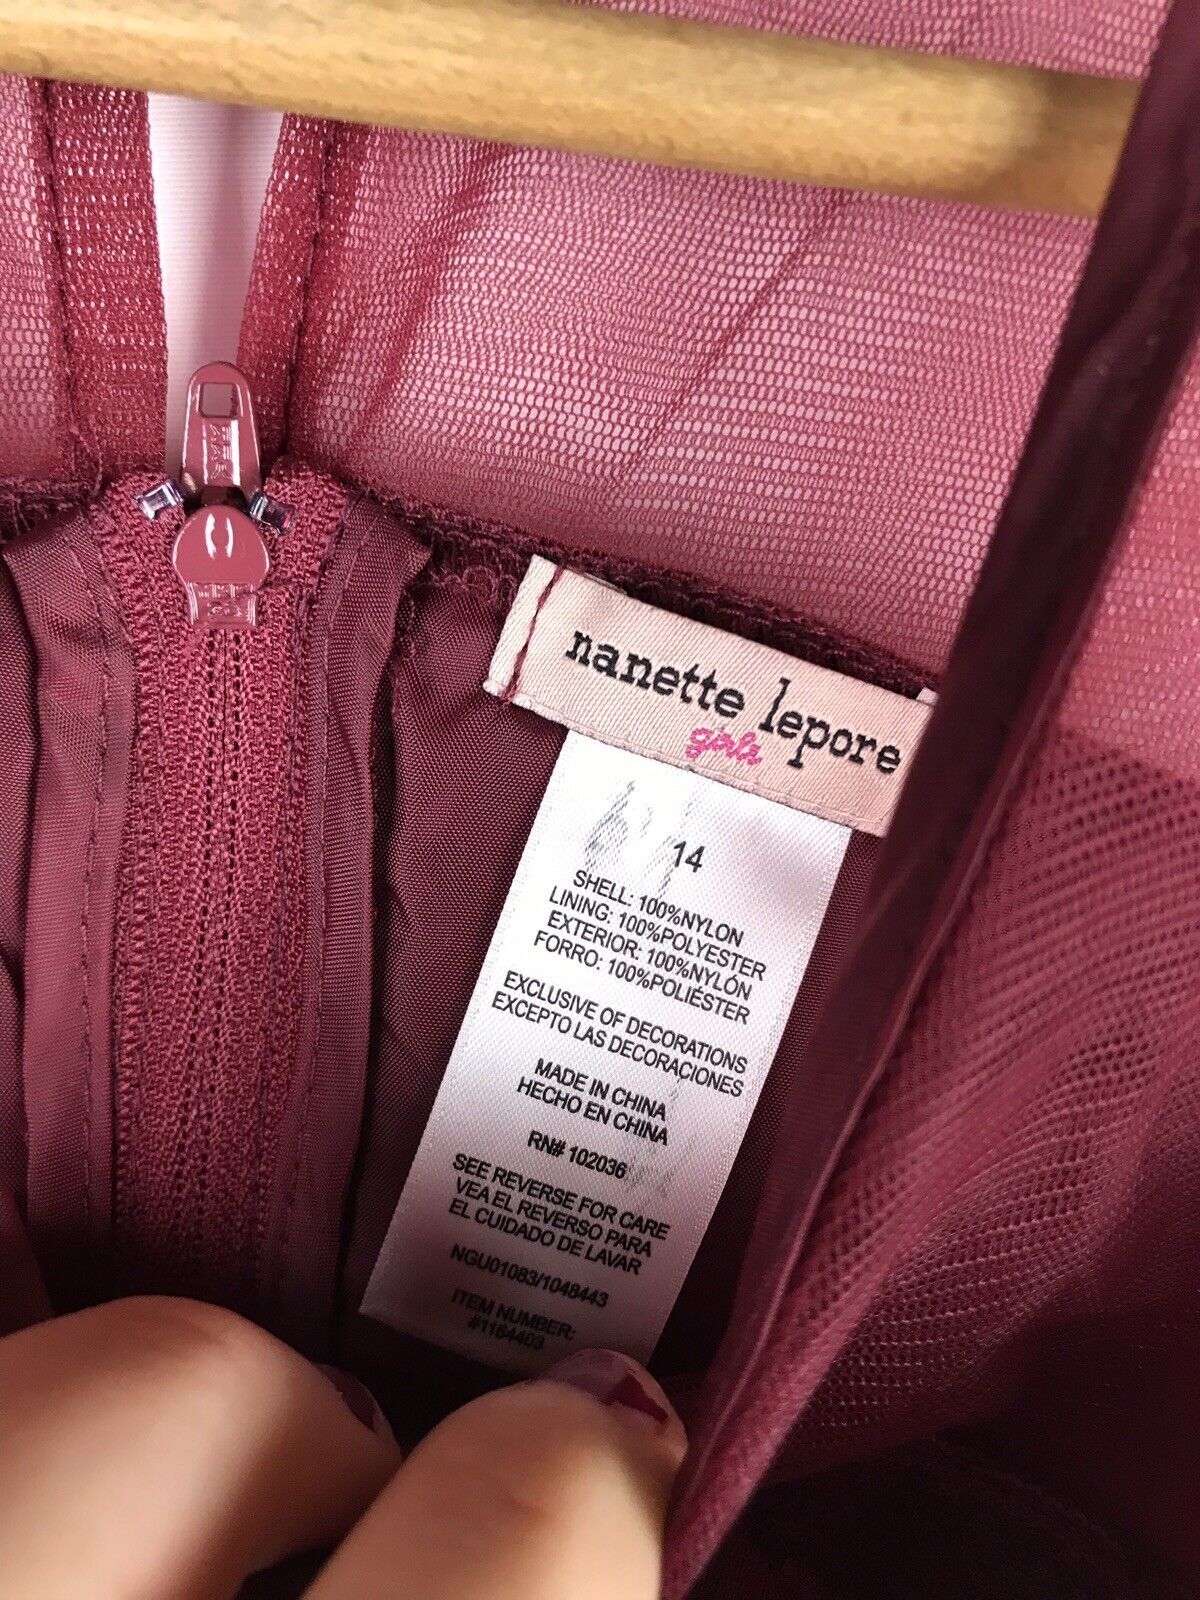 nanette lepore
girls
14
SHELL: 100%NYLON
LINING: 100%POLYESTER
EXTERIOR: 100%NYLÓN
FORRO: 100%POLIÉSTER
EXCLUSIVE OF DECORATIONS
EXCEPTO LAS DECORACIONES
MADE IN CHINA
HECHO EN CHINA
RN# 102036
SEE REVERSE FOR CARE
VEA EL REVERSO PARA
EL CUIDADO DE LAVAR
NGU01083/1048443
ITEM NUMBER:
#1164403